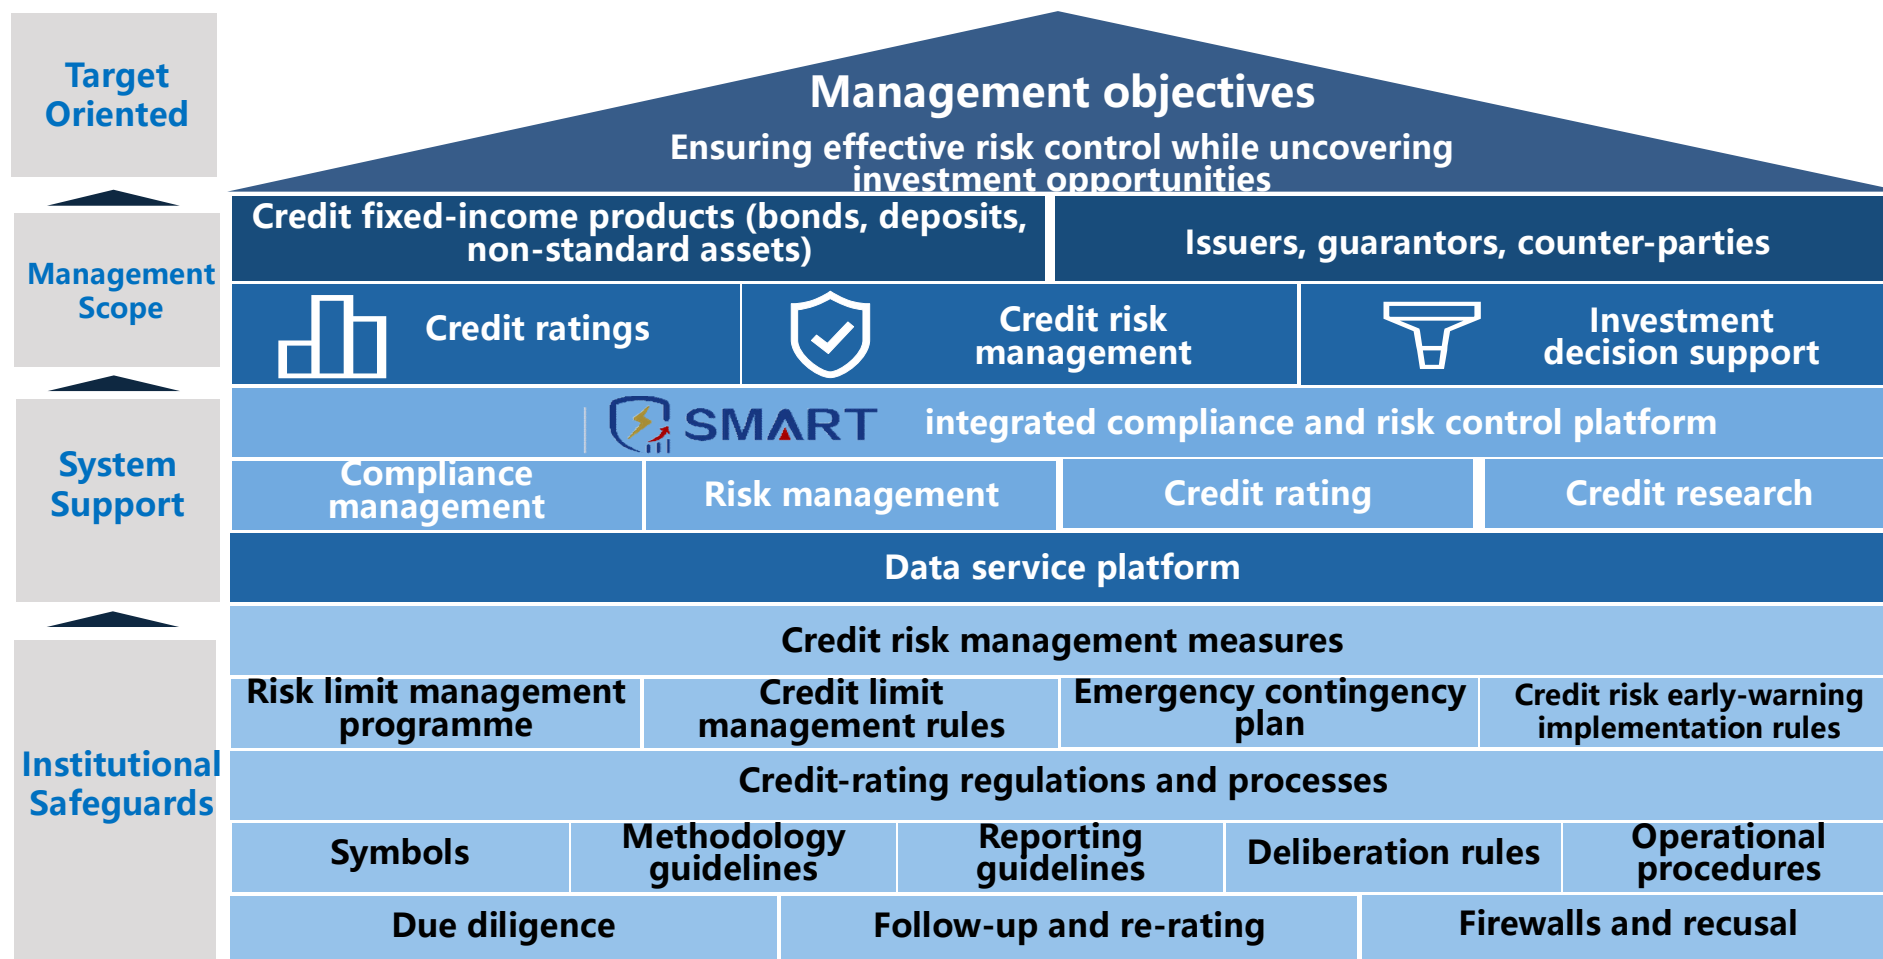 Target
Oriented
Management objectives
Ensuring effective risk control while uncovering
investment opportunities
Management
Scope
Credit fixed-income products (bonds, deposits,
non-standard assets)
Issuers, guarantors, counter-parties
Credit ratings
Credit risk
management
Investment
decision support
System
Support
SMART integrated compliance and risk control platform
Compliance
management
Risk management
Credit rating
Credit research
Data service platform
Institutional
Safeguards
Credit risk management measures
Risk limit management
programme
Credit limit
management rules
Emergency contingency
plan
Credit risk early-warning
implementation rules
Credit-rating regulations and processes
Symbols
Methodology
guidelines
Reporting
guidelines
Deliberation rules
Operational
procedures
Due diligence
Follow-up and re-rating
Firewalls and recusal